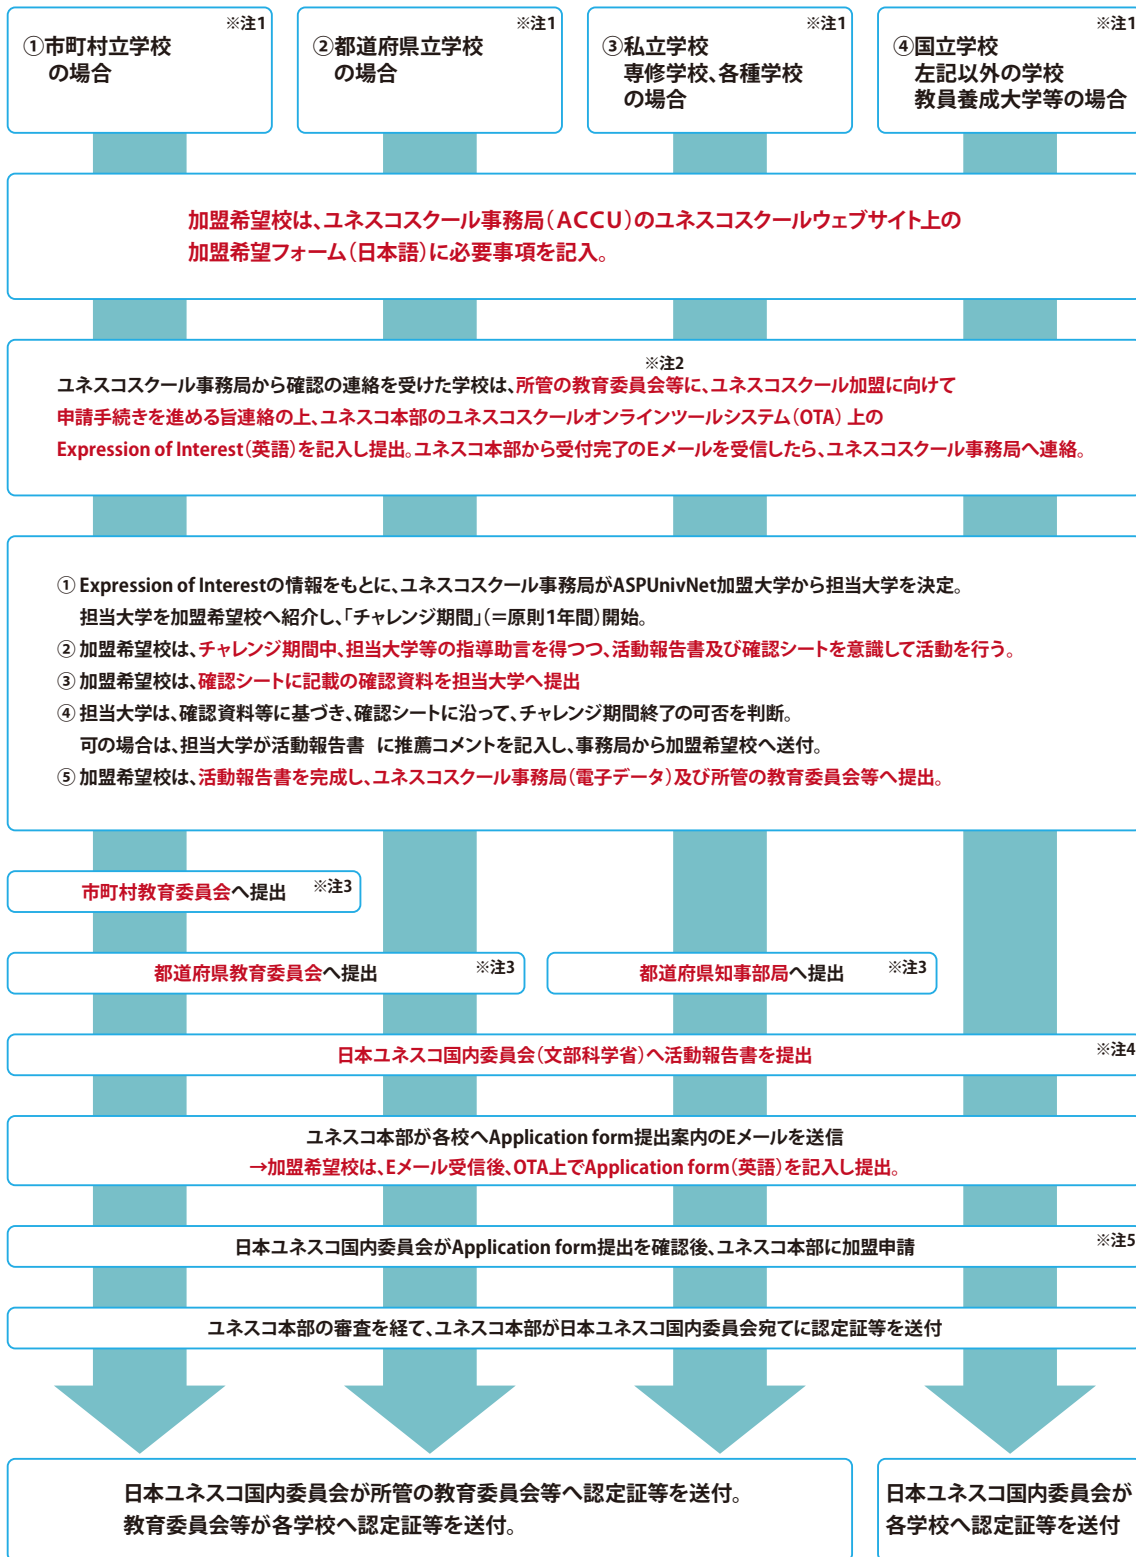 ※注1
①市町村立学校
の場合
※注1
②都道府県立学校
の場合
※注1
③私立学校
専修学校、各種学校
の場合
※注1
④国立学校
左記以外の学校
教員養成大学等の場合
加盟希望校は、ユネスコスクール事務局(ACCU)のユネスコスクールウェブサイト上の
加盟希望フォーム(日本語)に必要事項を記入。
※注2
ユネスコスクール事務局から確認の連絡を受けた学校は、所管の教育委員会等に、ユネスコスクール加盟に向けて
申請手続きを進める旨連絡の上、ユネスコ本部のユネスコスクールオンラインツールシステム(OTA) 上の
Expression of Interest(英語)を記入し提出。ユネスコ本部から受付完了のEメールを受信したら、ユネスコスクール事務局へ連絡。
① Expression of Interestの情報をもとに、ユネスコスクール事務局がASPUnivNet加盟大学から担当大学を決定。
担当大学を加盟希望校へ紹介し、「チャレンジ期間」(=原則1年間)開始。
② 加盟希望校は、チャレンジ期間中、担当大学等の指導助言を得つつ、活動報告書及び確認シートを意識して活動を行う。
③ 加盟希望校は、確認シートに記載の確認資料を担当大学へ提出
④ 担当大学は、確認資料等に基づき、確認シートに沿って、チャレンジ期間終了の可否を判断。
可の場合は、担当大学が活動報告書 に推薦コメントを記入し、事務局から加盟希望校へ送付。
⑤ 加盟希望校は、活動報告書を完成し、ユネスコスクール事務局(電子データ)及び所管の教育委員会等へ提出。
市町村教育委員会へ提出 ※注3
都道府県教育委員会へ提出 ※注3
都道府県知事部局へ提出 ※注3
日本ユネスコ国内委員会(文部科学省)へ活動報告書を提出 ※注4
ユネスコ本部が各校へApplication form提出案内のEメールを送信
→加盟希望校は、Eメール受信後、OTA上でApplication form(英語)を記入し提出。
日本ユネスコ国内委員会がApplication form提出を確認後、ユネスコ本部に加盟申請 ※注5
ユネスコ本部の審査を経て、ユネスコ本部が日本ユネスコ国内委員会宛てに認定証等を送付
日本ユネスコ国内委員会が所管の教育委員会等へ認定証等を送付。
教育委員会等が各学校へ認定証等を送付。
日本ユネスコ国内委員会が
各学校へ認定証等を送付